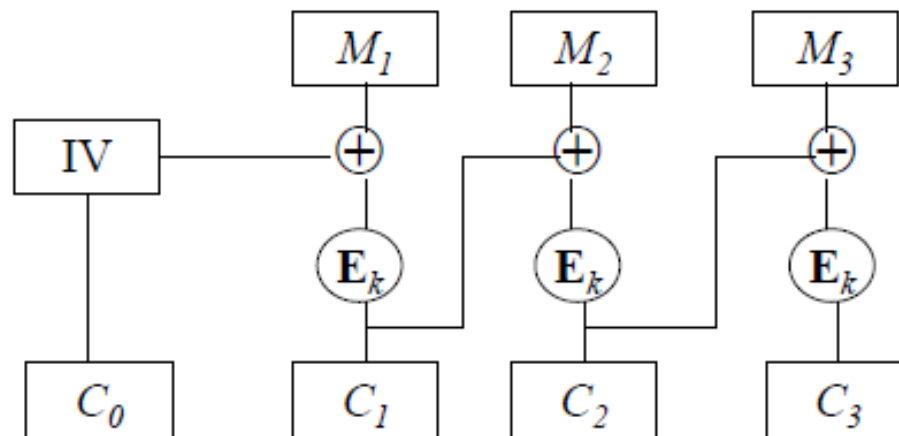 M₁ M₂ M₃
IV ⊕ ⊕ ⊕
Eₖ Eₖ Eₖ
C₀ C₁ C₂ C₃